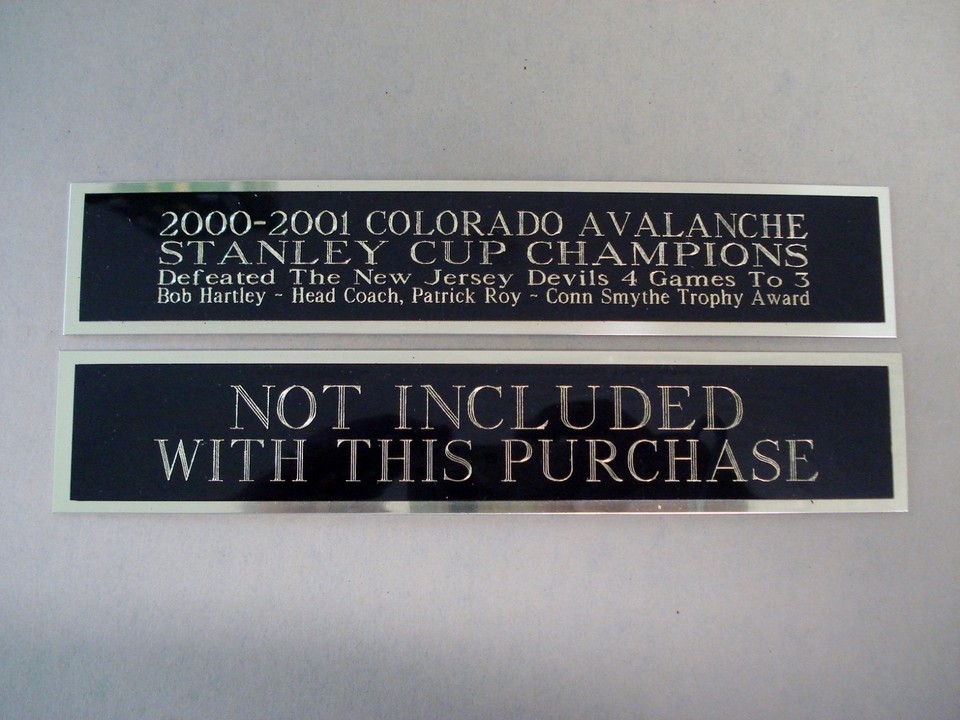 2000-2001 COLORADO AVALANCHE
STANLEY CUP CHAMPIONS
Defeated The New Jersey Devils 4 Games To 3
Bob Hartley ~ Head Coach, Patrick Roy ~ Conn Smythe Trophy Award
NOT INCLUDED
WITH THIS PURCHASE